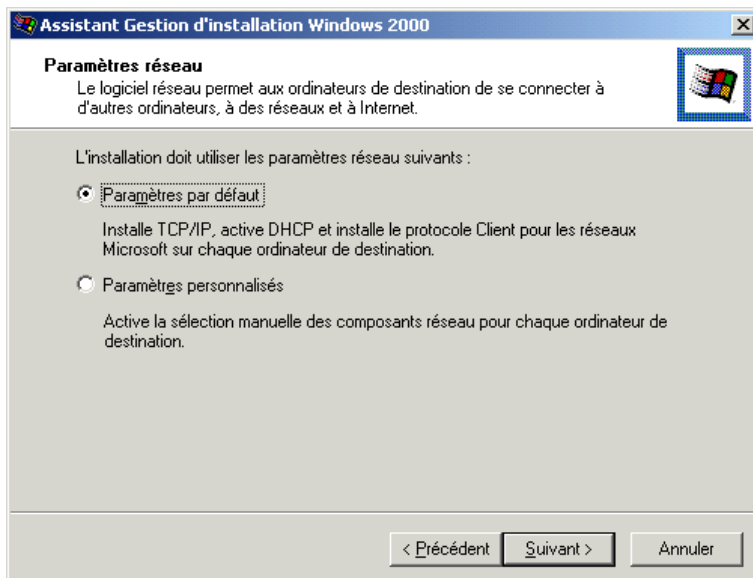 Assistant Gestion d'installation Windows 2000
Paramètres réseau
Le logiciel réseau permet aux ordinateurs de destination de se connecter à
d'autres ordinateurs, à des réseaux et à Internet.
L'installation doit utiliser les paramètres réseau suivants :
Paramètres par défaut
Installe TCP/IP, active DHCP et installe le protocole Client pour les réseaux
Microsoft sur chaque ordinateur de destination.
Paramètres personnalisés
Active la sélection manuelle des composants réseau pour chaque ordinateur de
destination.
< Précédent
Suivant >
Annuler